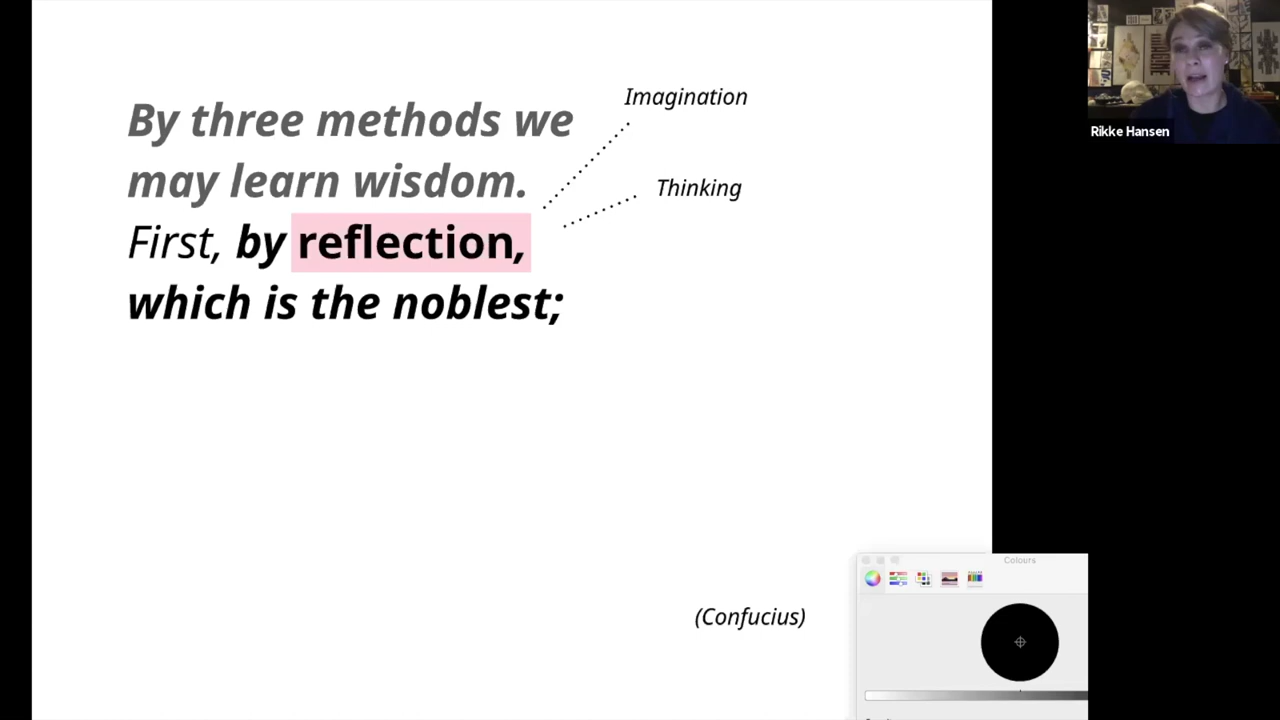 By three methods we
may learn wisdom.
First, by reflection,
which is the noblest;
Imagination
Thinking
(Confucius)
Rikke Hansen
Colours